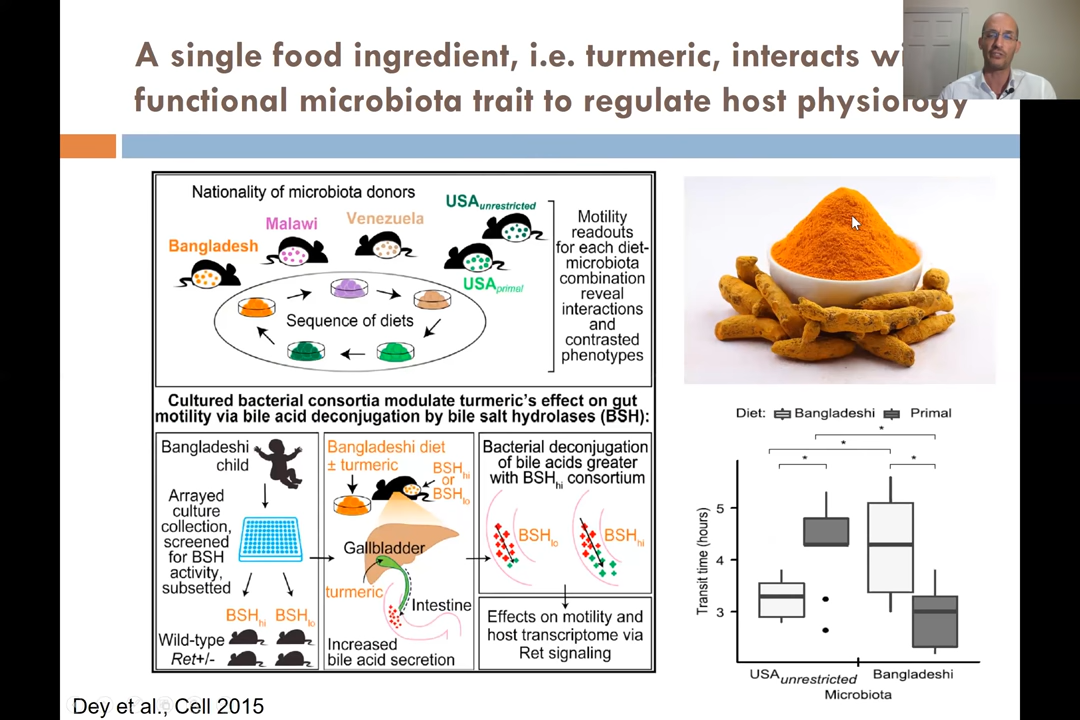 A single food ingredient, i.e. turmeric, interacts wi
functional microbiota trait to regulate host physiology
Nationality of microbiota donors
Bangladesh
Malawi
Venezuela
USAunrestricted
USAprimal
Sequence of diets
Motility
readouts
for each diet-
microbiota
combination
reveal
interactions
and
contrasted
phenotypes
Cultured bacterial consortia modulate turmeric's effect on gut
motility via bile acid deconjugation by bile salt hydrolases (BSH):
Bangladeshi
child
Arrayed
culture
collection,
screened
for BSH
activity,
subsetted
BSHhi BSHlo
Wild-type
Ret+/-
Bangladeshi diet
± turmeric
BSHhi
or
BSHlo
Gallbladder
turmeric
Intestine
Increased
bile acid secretion
Bacterial deconjugation
of bile acids greater
with BSHhi consortium
BSHlo
BSHhi
Effects on motility and
host transcriptome via
Ret signaling
Diet: Bangladeshi Primal
*
*
* *
Transit time (hours)
5
4
3
USAunrestricted Bangladeshi
Microbiota
Dey et al., Cell 2015